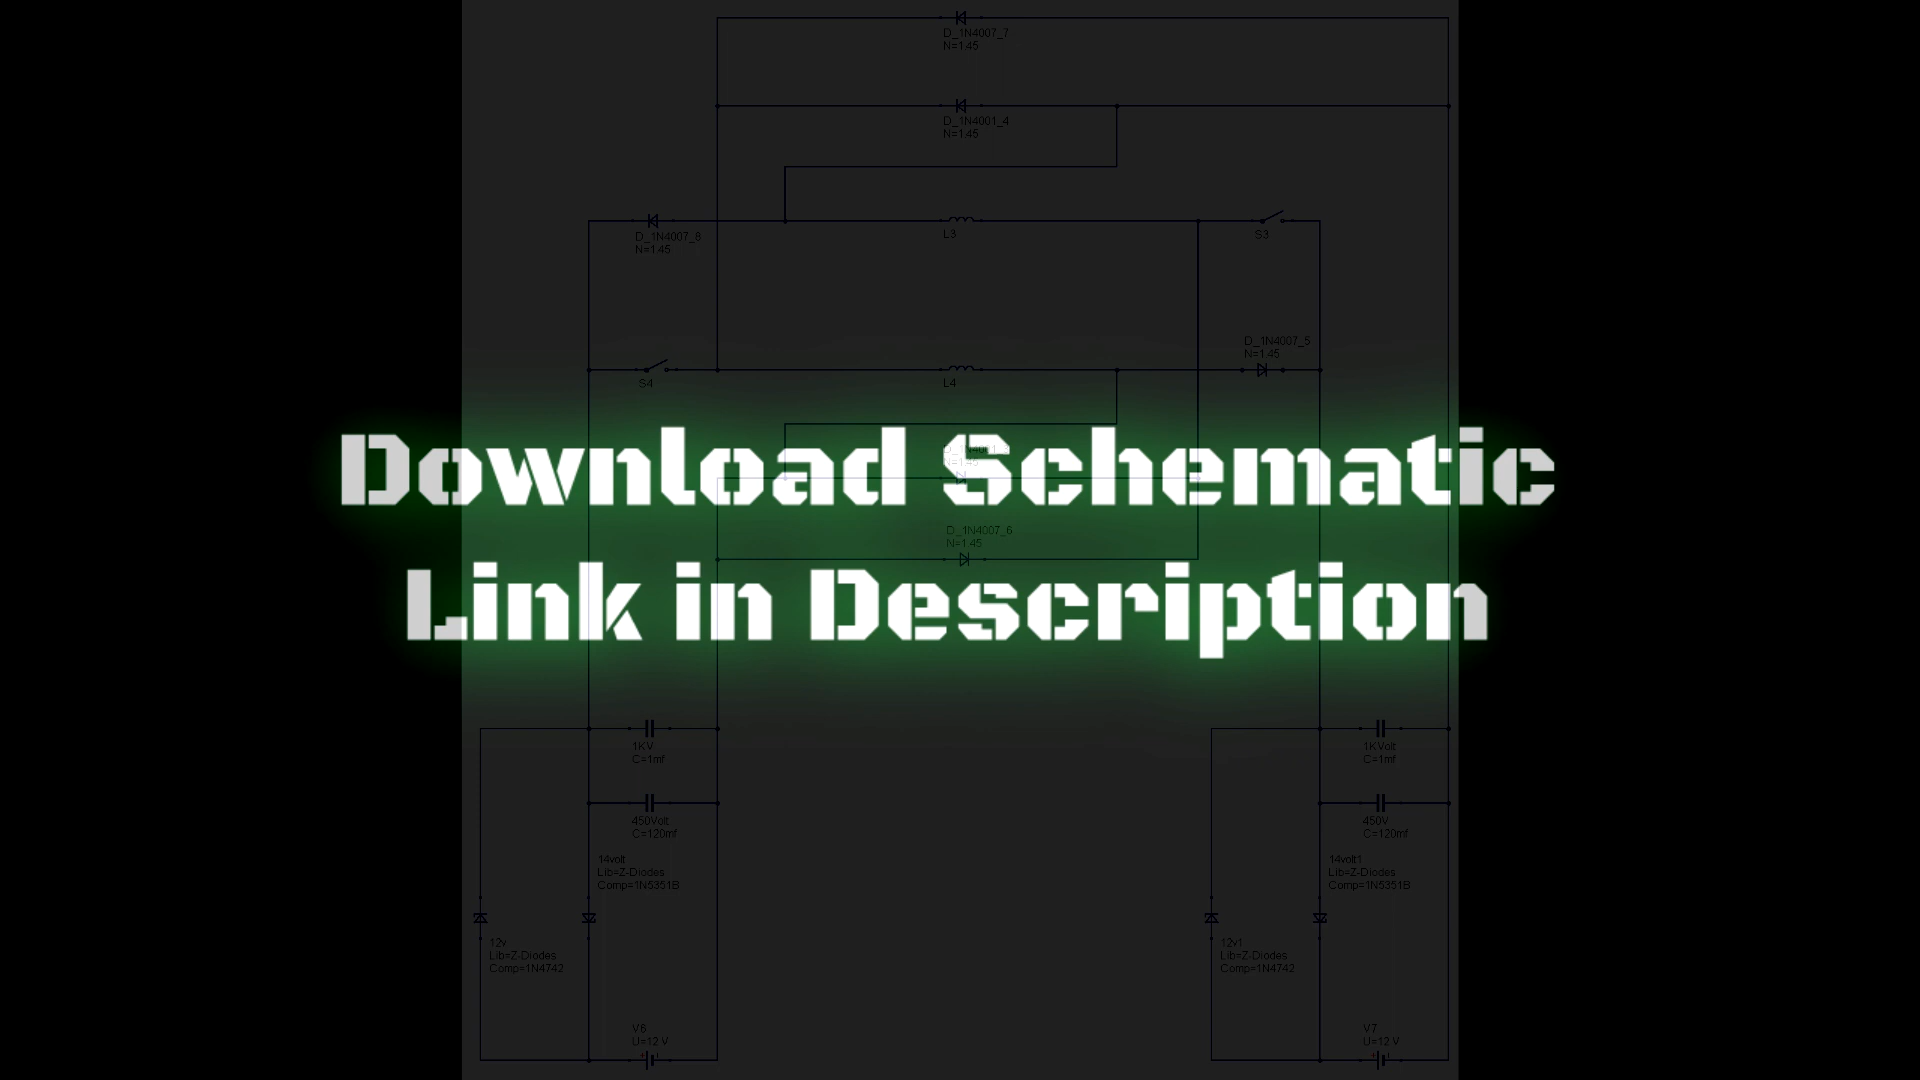 D_1N4007_7
N=1.45
D_1N4001_4
N=1.45
D_1N4007_8
N=1.45
L3
S3
D_1N4007_5
N=1.45
S4
L4
N=1.45
Download Schematic
D_1N4007_6
N=1.45
Link in Description
1KV
C=1mf
1KVolt
C=1mf
450Volt
C=120mf
450V
C=120mf
14volt
Lib=Z-Diodes
Comp=1N5351B
14volt1
Lib=Z-Diodes
Comp=1N5351B
12v
Lib=Z-Diodes
Comp=1N4742
12v1
Lib=Z-Diodes
Comp=1N4742
V6
U=12 V
V7
U=12 V